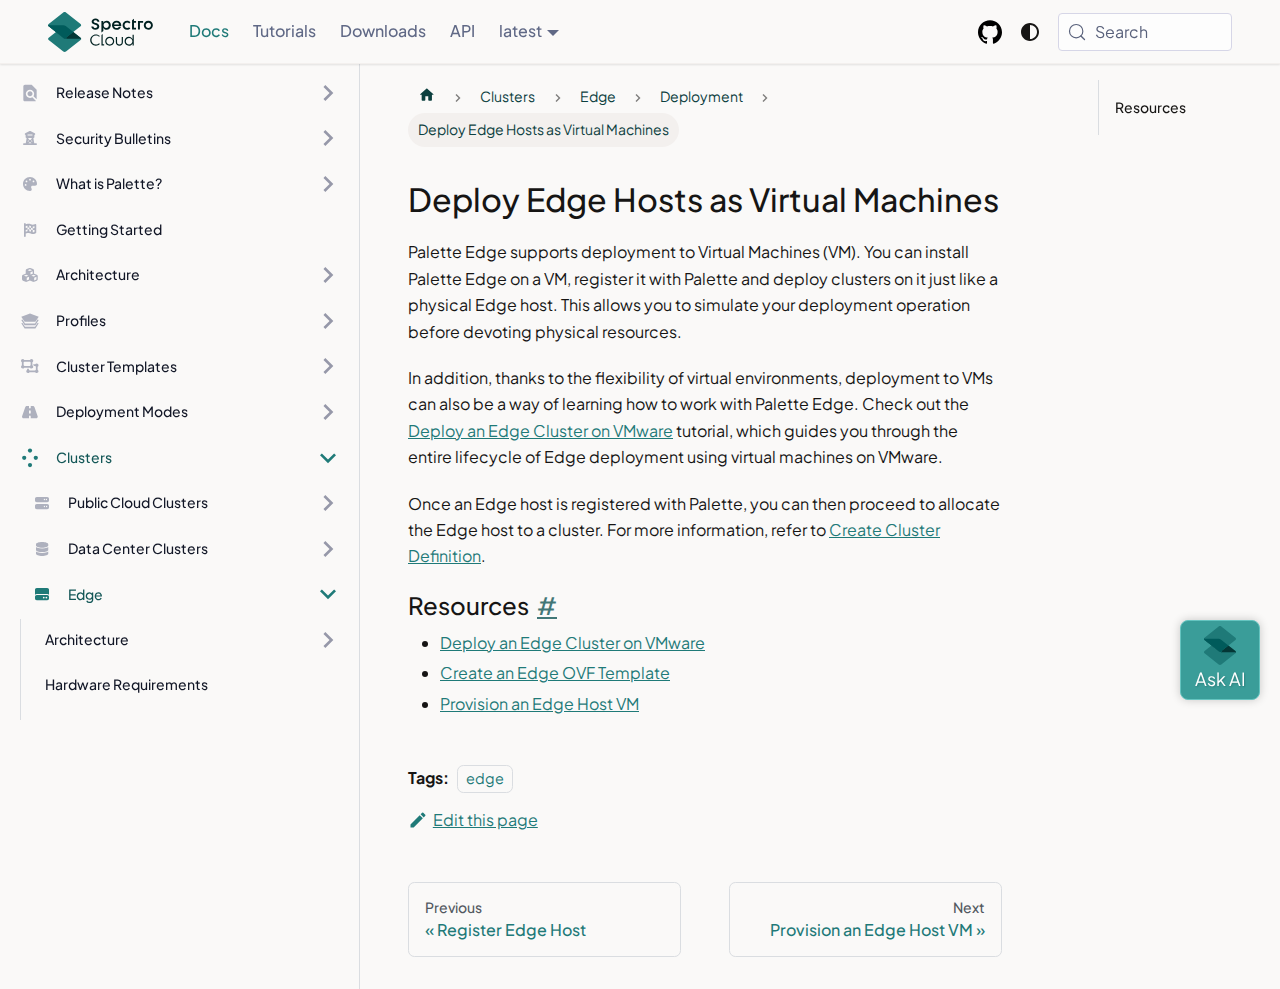 Spectro
Cloud
Docs
Tutorials
Downloads
API
latest
Search
Release Notes
Security Bulletins
What is Palette?
Getting Started
Architecture
Profiles
Cluster Templates
Deployment Modes
Clusters
Public Cloud Clusters
Data Center Clusters
Edge
Architecture
Hardware Requirements
Clusters
Edge
Deployment
Deploy Edge Hosts as Virtual Machines
Deploy Edge Hosts as Virtual Machines
Palette Edge supports deployment to Virtual Machines (VM). You can install
Palette Edge on a VM, register it with Palette and deploy clusters on it just like a
physical Edge host. This allows you to simulate your deployment operation
before devoting physical resources.
In addition, thanks to the flexibility of virtual environments, deployment to VMs
can also be a way of learning how to work with Palette Edge. Check out the
Deploy an Edge Cluster on VMware tutorial, which guides you through the
entire lifecycle of Edge deployment using virtual machines on VMware.
Once an Edge host is registered with Palette, you can then proceed to allocate
the Edge host to a cluster. For more information, refer to Create Cluster
Definition.
Resources #
Deploy an Edge Cluster on VMware
Create an Edge OVF Template
Provision an Edge Host VM
Tags: edge
Edit this page
Previous
« Register Edge Host
Next
Provision an Edge Host VM »
Resources
Ask AI